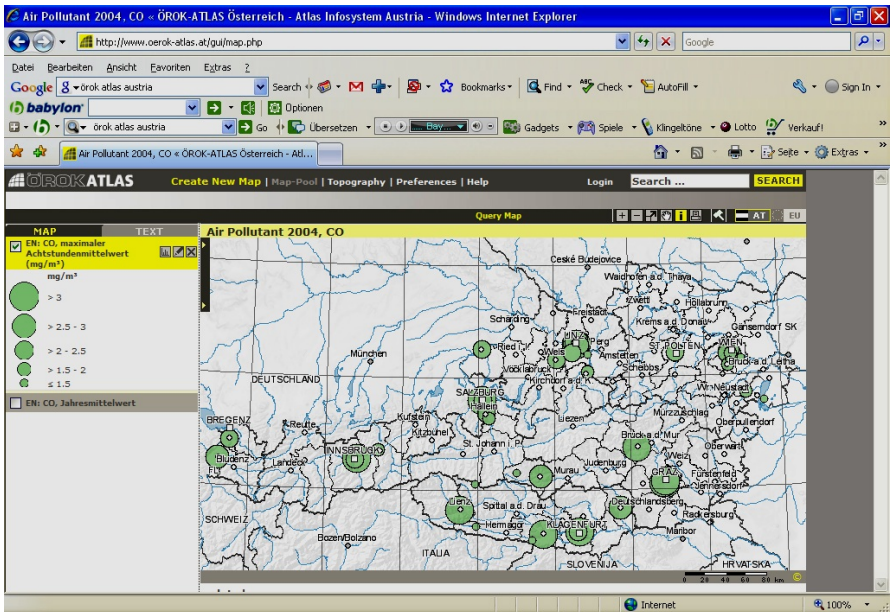 Air Pollutant 2004, CO « ÖROK-ATLAS Österreich - Atlas Infosystem Austria - Windows Internet Explorer
http://www.oerok-atlas.at/gui/map.php
Google
Datei Bearbeiten Ansicht Favoriten Extras ?
Google örok atlas austria Search Bookmarks Find Check AutoFill Sign In
babylon Optionen
örok atlas austria Go Übersetzen Bay... Gadgets Spiele Klingeltöne Lotto Verkauf!
Air Pollutant 2004, CO « ÖROK-ATLAS Österreich - Atl... Seite Extras
ÖROKATLAS Create New Map | Map-Pool | Topography | Preferences | Help Login Search ... SEARCH
Query Map AT EU
MAP TEXT
Air Pollutant 2004, CO
EN: CO, maximaler
Achtstundenmittelwert
(mg/m³)
mg/m³
> 3
> 2.5 - 3
> 2 - 2.5
> 1.5 - 2
≤ 1.5
EN: CO, Jahresmittelwert
České Budejovice
Waidhofen a.d. Thaya
Zwettl
Hollabrunn
Freistadt
Krems a.d. Donau
Gänserndorf SK
Schärding
LINZ
Perg
Ried i.I.
Wels
Amstetten
ST.PÖLTEN
WIEN
Bruck a.d. Leitha
München
Vöcklabruck
Scheibbs
Kirchdorf a.d. K.
DEUTSCHLAND
Wr.Neustadt
SALZBURG
Hallein
Mürzzuschlag
BREGENZ
Reutte
Kufstein
Liezen
Oberpullendorf
Kitzbühel
Bruck a.d. Mur
St. Johann i. P.
Oberwart
INNSBRUCK
Bludenz
Landeck
FL
Weiz
Judenburg
Murau
GRAZ
Fürstenfeld
Jennersdorf
Lienz
Spittal a.d. Drau
Deutschlandsberg
Radkersburg
SCHWEIZ
Hermagor
KLAGENFURT
Maribor
Bozen/Bolzano
ITALIA
SLOVENIJA
HRVATSKA
0 20 40 60 80 km ©
Internet 100%